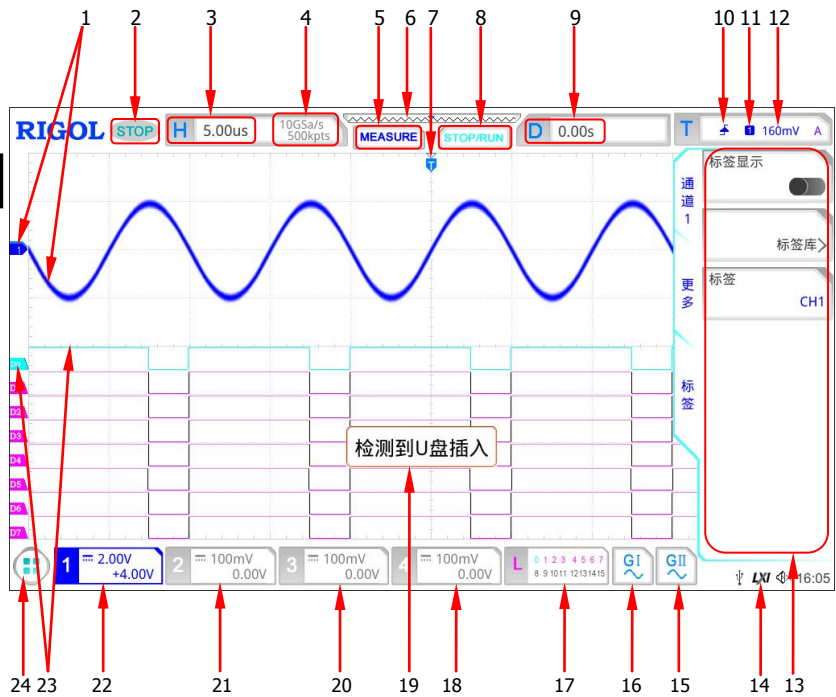 1 2 3 4 5 6 7 8 9 10 11 12
RIGOL STOP H 5.00us 10GSa/s 500kpts MEASURE STOP/RUN D 0.00s T 1 160mV A
T
通道1
更多
标签
标签显示
标签库
标签
CH1
1
D1
D2
D3
D4
D5
D6
D7
检测到U盘插入
1 2.00V +4.00V
2 100mV 0.00V
3 100mV 0.00V
4 100mV 0.00V
L 0 1 2 3 4 5 6 7
8 9 10 11 12 13 14 15
GI GII
LXI 16:05
24 23 22 21 20 19 18 17 16 15 14 13